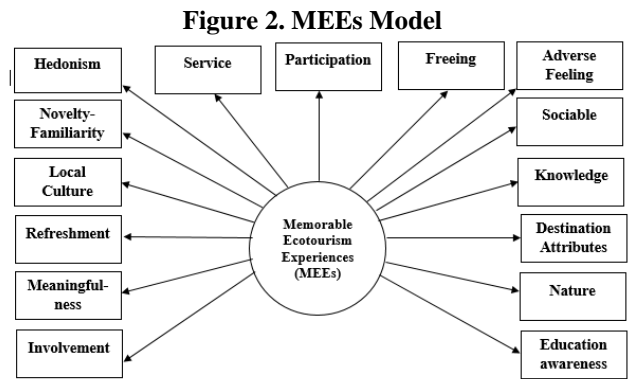 Figure 2. MEEs Model
Hedonism
Service
Participation
Freeing
Adverse
Feeling
Novelty-
Familiarity
Sociable
Local
Culture
Knowledge
Refreshment
Memorable
Ecotourism
Experiences
(MEEs)
Destination
Attributes
Meaningful-
ness
Nature
Involvement
Education
awareness